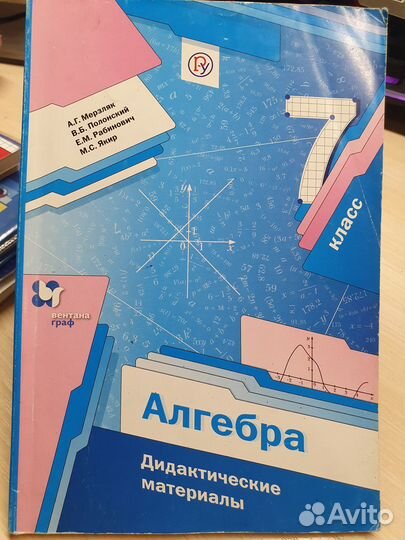 А.Г. Мерзляк
В.Б. Полонский
Е.М. Рабинович
М.С. Якир
7
класс
вентана
граф
Алгебра
Дидактические
материалы
Avito